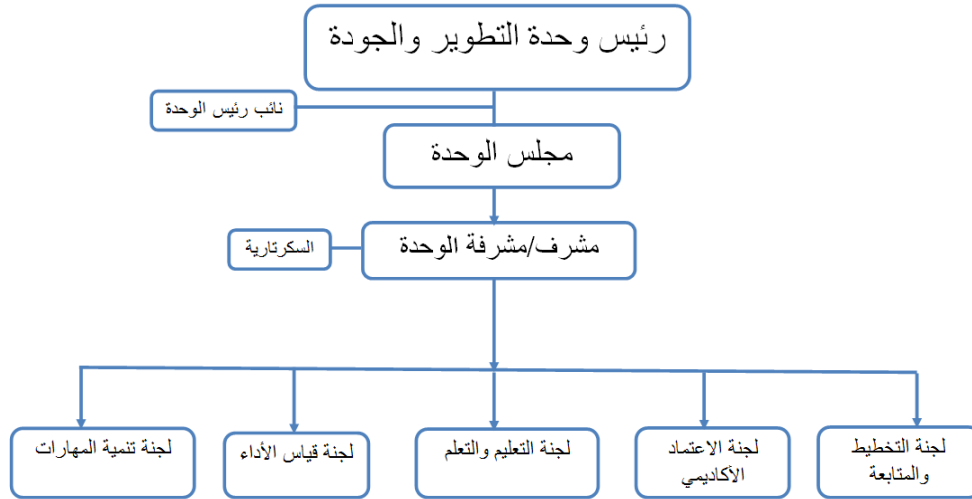 رئيس وحدة التطوير والجودة
نائب رئيس الوحدة
مجلس الوحدة
مشرف/مشرفة الوحدة
السكرتارية
لجنة التخطيط
والمتابعة
لجنة الاعتماد
الأكاديمي
لجنة التعليم والتعلم
لجنة قياس الأداء
لجنة تنمية المهارات